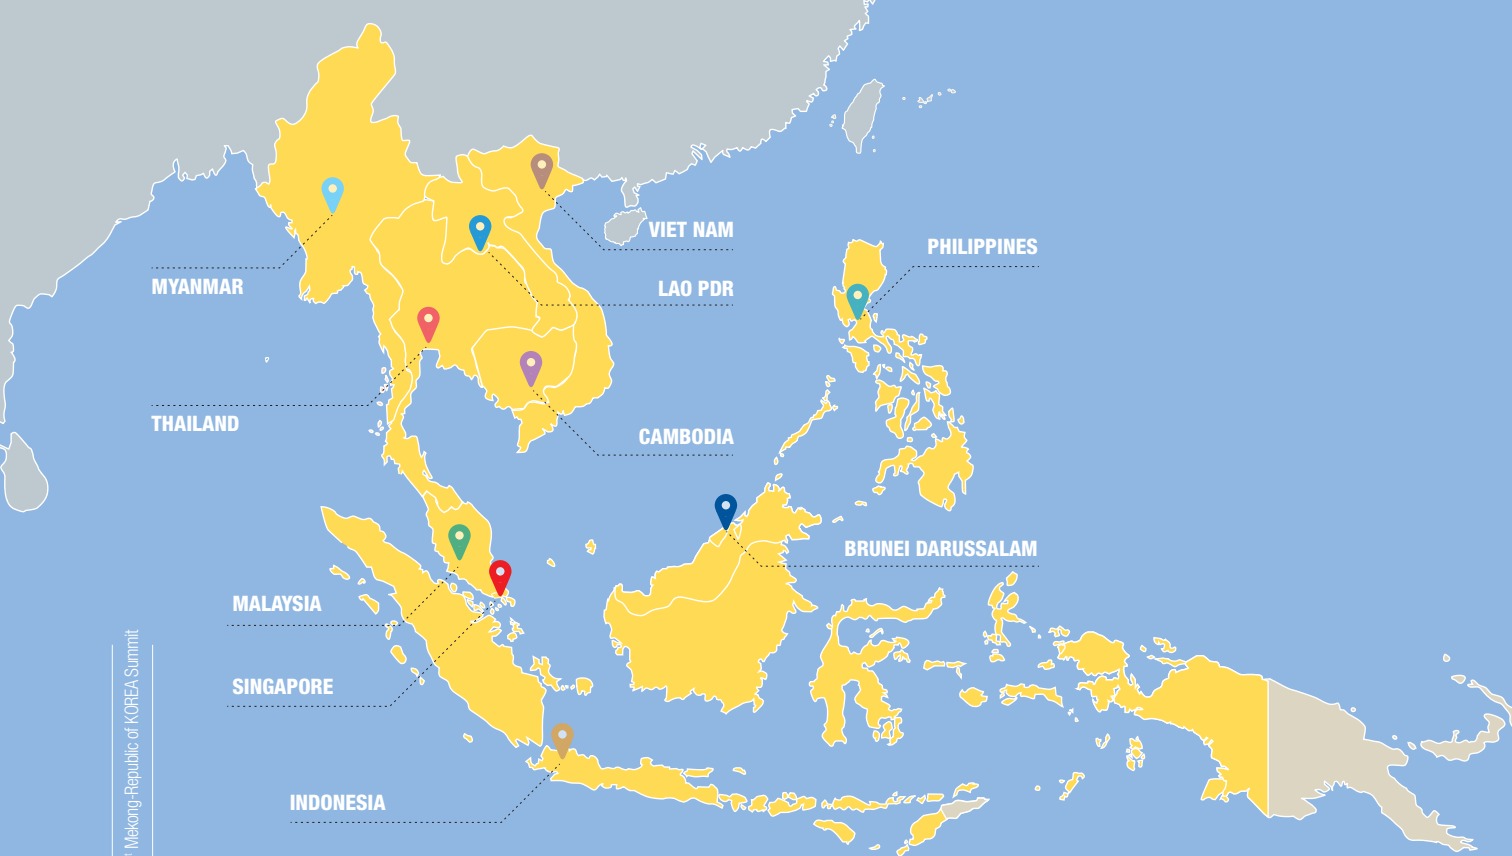 VIET NAM
PHILIPPINES
MYANMAR
LAO PDR
THAILAND
CAMBODIA
BRUNEI DARUSSALAM
MALAYSIA
SINGAPORE
INDONESIA
Mekong-Republic of KOREA Summit